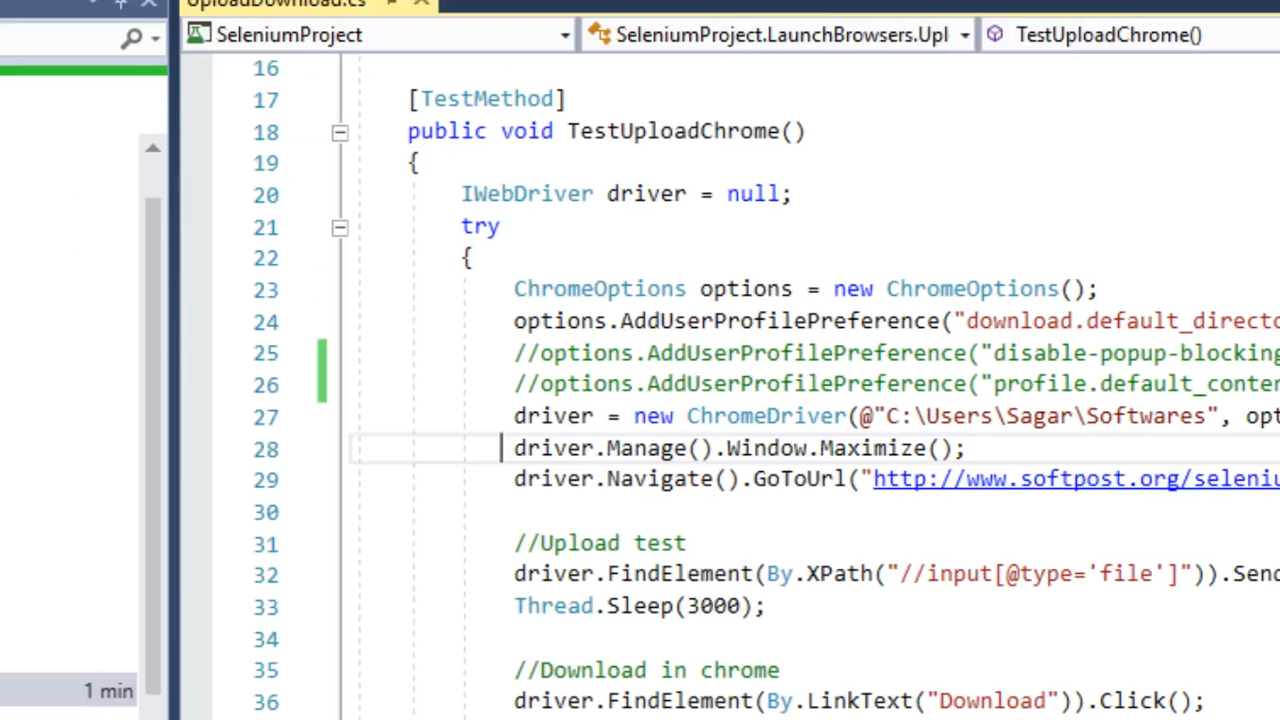 UploadDownload.cs
SeleniumProject
SeleniumProject.LaunchBrowsers.Upl
TestUploadChrome()
16
17 [TestMethod]
18 public void TestUploadChrome()
19 {
20 IWebDriver driver = null;
21 try
22 {
23 ChromeOptions options = new ChromeOptions();
24 options.AddUserProfilePreference("download.default_directo
25 //options.AddUserProfilePreference("disable-popup-blocking
26 //options.AddUserProfilePreference("profile.default_conten
27 driver = new ChromeDriver(@"C:\Users\Sagar\Softwares", opt
28 driver.Manage().Window.Maximize();
29 driver.Navigate().GoToUrl("http://www.softpost.org/seleniu
30
31 //Upload test
32 driver.FindElement(By.XPath("//input[@type='file']")).Send
33 Thread.Sleep(3000);
34
35 //Download in chrome
36 driver.FindElement(By.LinkText("Download")).Click();
1 min